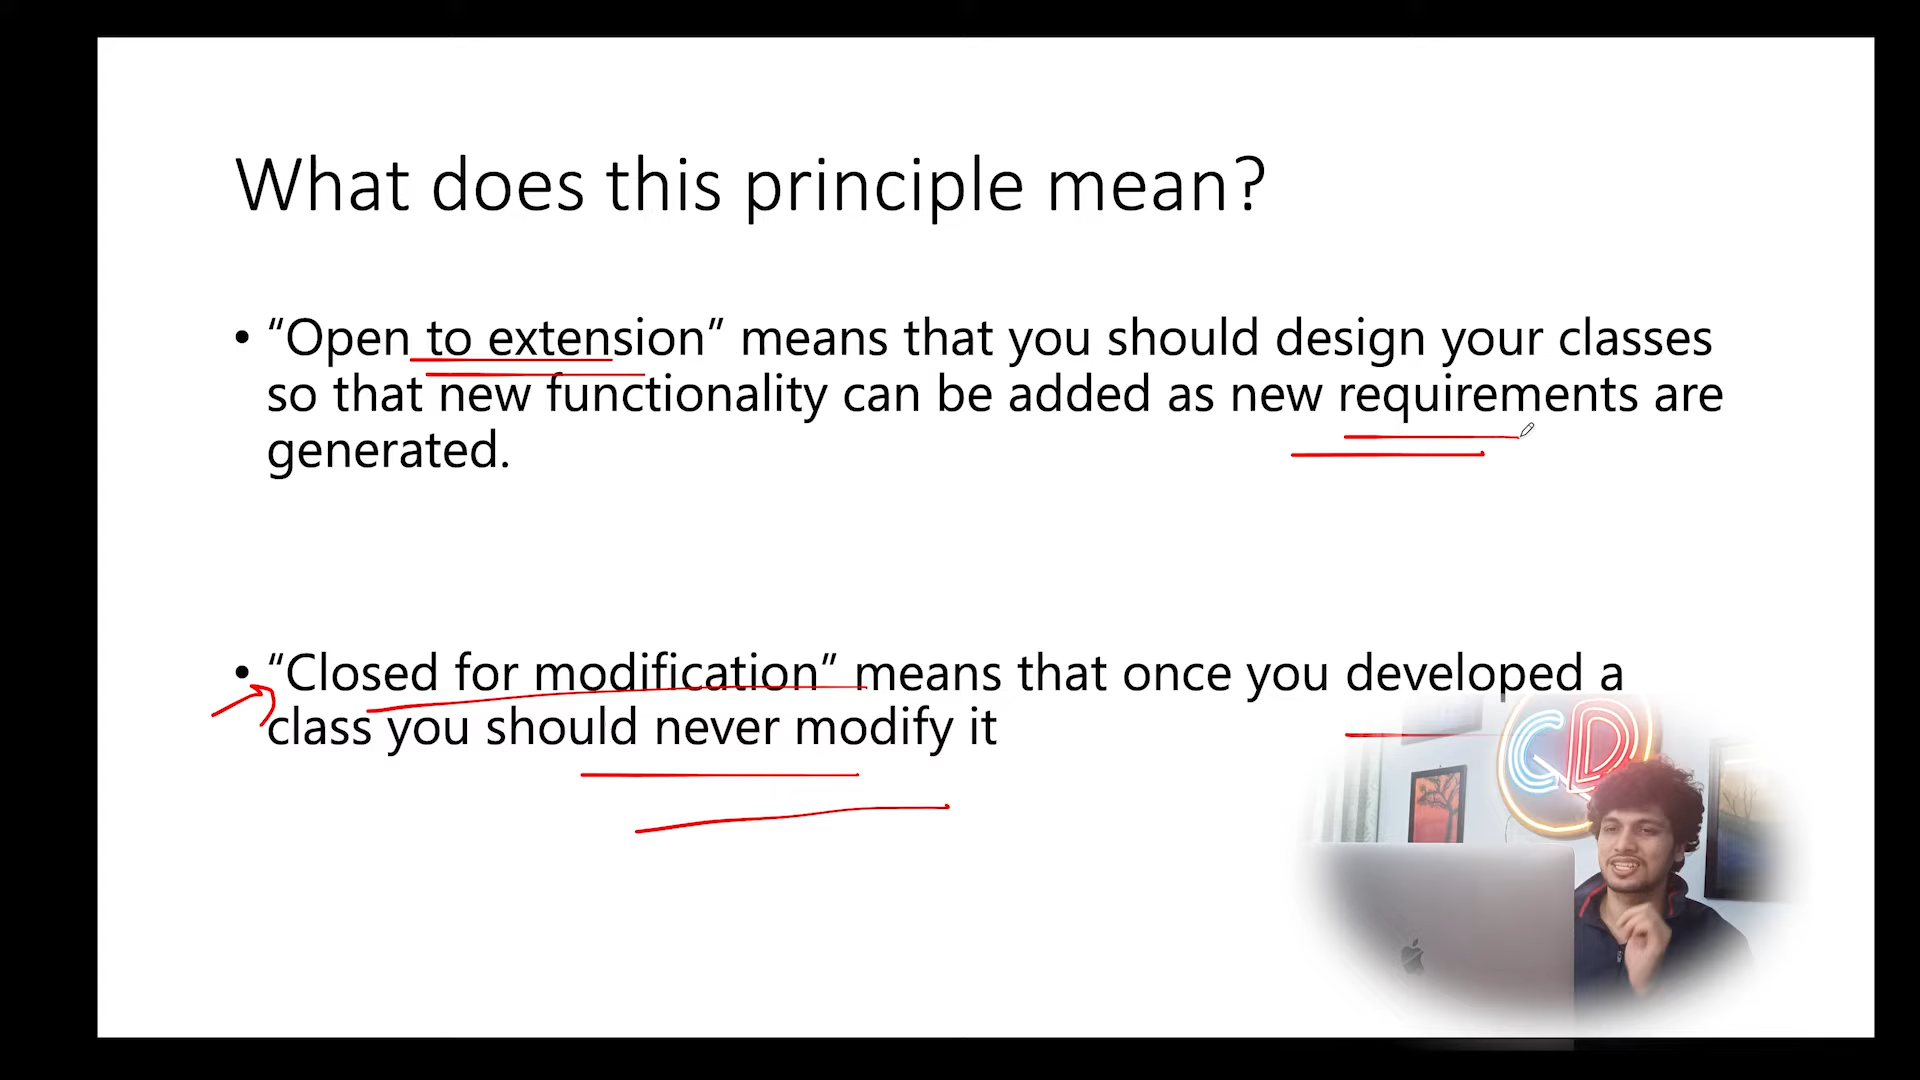 What does this principle mean?
• “Open to extension” means that you should design your classes
so that new functionality can be added as new requirements are
generated.
• “Closed for modification” means that once you developed a
class you should never modify it
CD